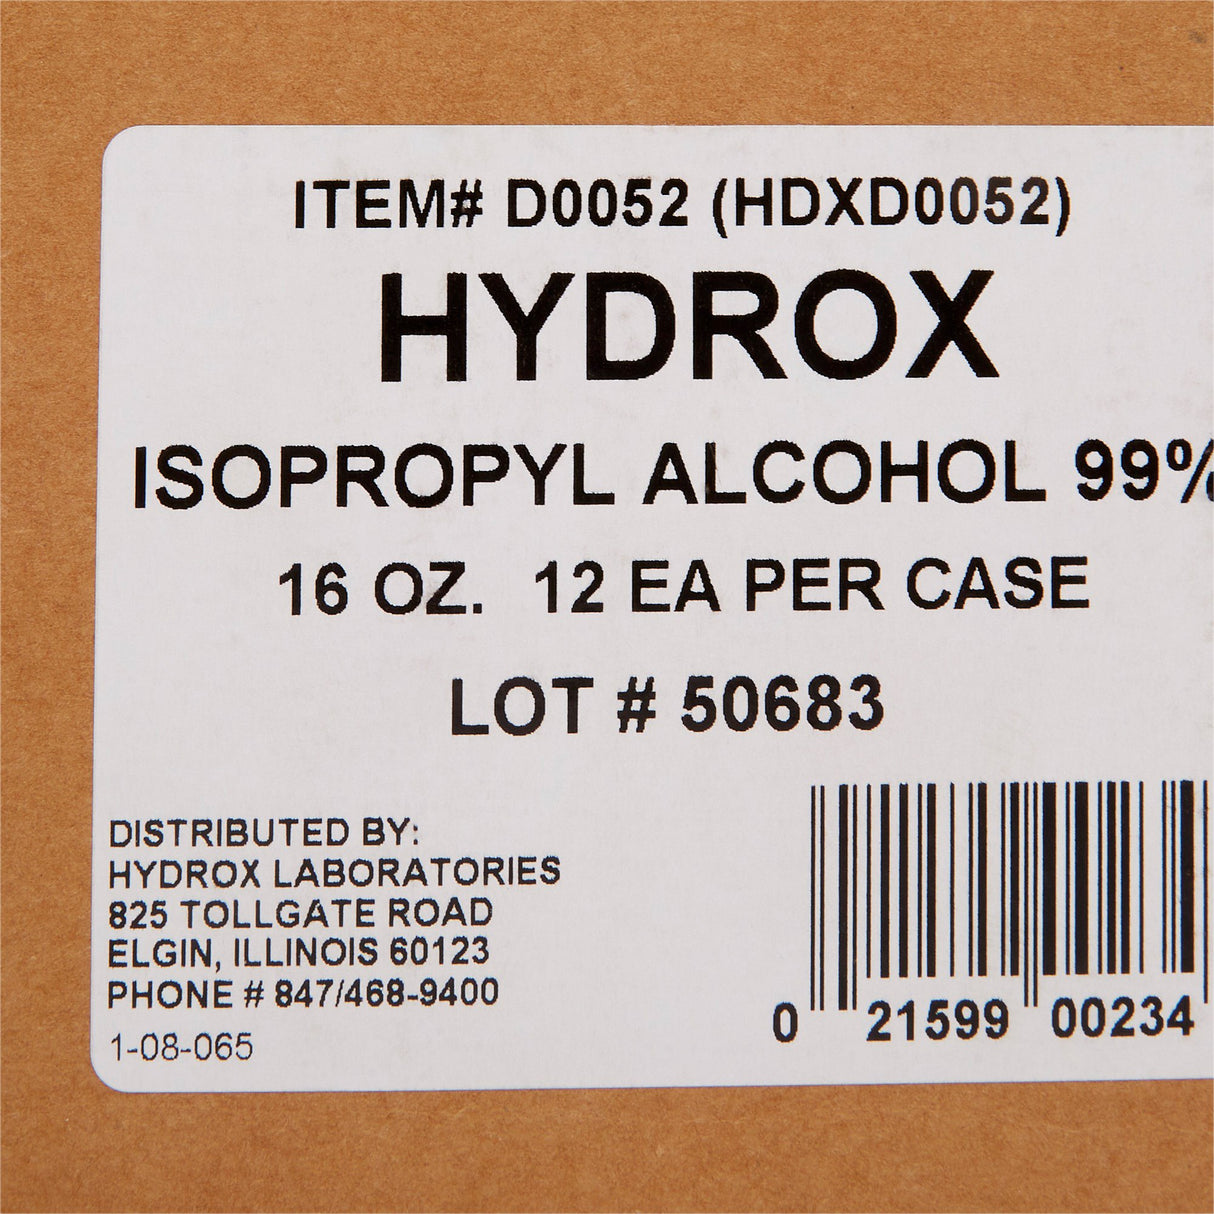 ITEM# D0052 (HDXD0052)
HYDROX
ISOPROPYL ALCOHOL 99%
16 OZ. 12 EA PER CASE
LOT # 50683
DISTRIBUTED BY:
HYDROX LABORATORIES
825 TOLLGATE ROAD
ELGIN, ILLINOIS 60123
PHONE # 847/468-9400
1-08-065
0 21599 00234